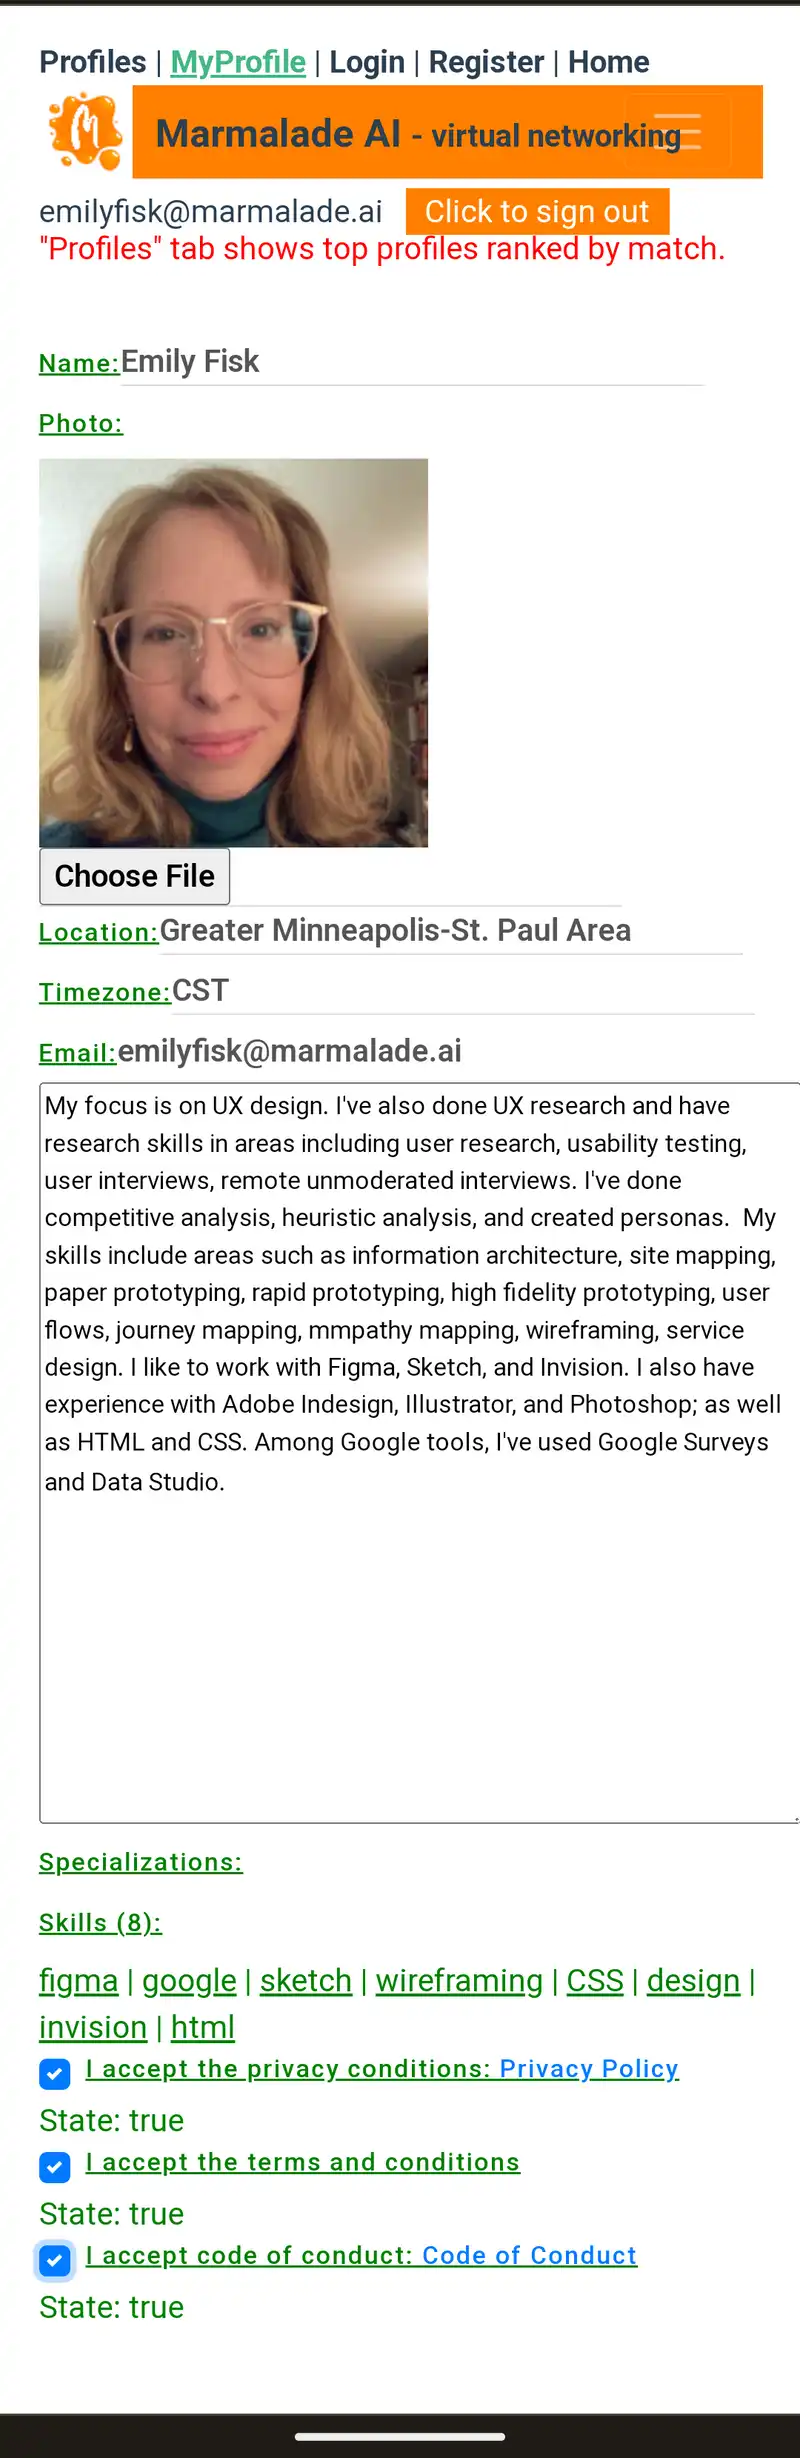 Profiles | MyProfile | Login | Register | Home
Marmalade AI - virtual networking
emilyfisk@marmalade.ai Click to sign out
"Profiles" tab shows top profiles ranked by match.
Name: Emily Fisk
Photo:
Choose File
Location: Greater Minneapolis-St. Paul Area
Timezone: CST
Email: emilyfisk@marmalade.ai
My focus is on UX design. I've also done UX research and have
research skills in areas including user research, usability testing,
user interviews, remote unmoderated interviews. I've done
competitive analysis, heuristic analysis, and created personas.  My
skills include areas such as information architecture, site mapping,
paper prototyping, rapid prototyping, high fidelity prototyping, user
flows, journey mapping, mmpathy mapping, wireframing, service
design. I like to work with Figma, Sketch, and Invision. I also have
experience with Adobe Indesign, Illustrator, and Photoshop; as well
as HTML and CSS. Among Google tools, I've used Google Surveys
and Data Studio.
Specializations:
Skills (8):
figma | google | sketch | wireframing | CSS | design |
invision | html
I accept the privacy conditions: Privacy Policy
State: true
I accept the terms and conditions
State: true
I accept code of conduct: Code of Conduct
State: true